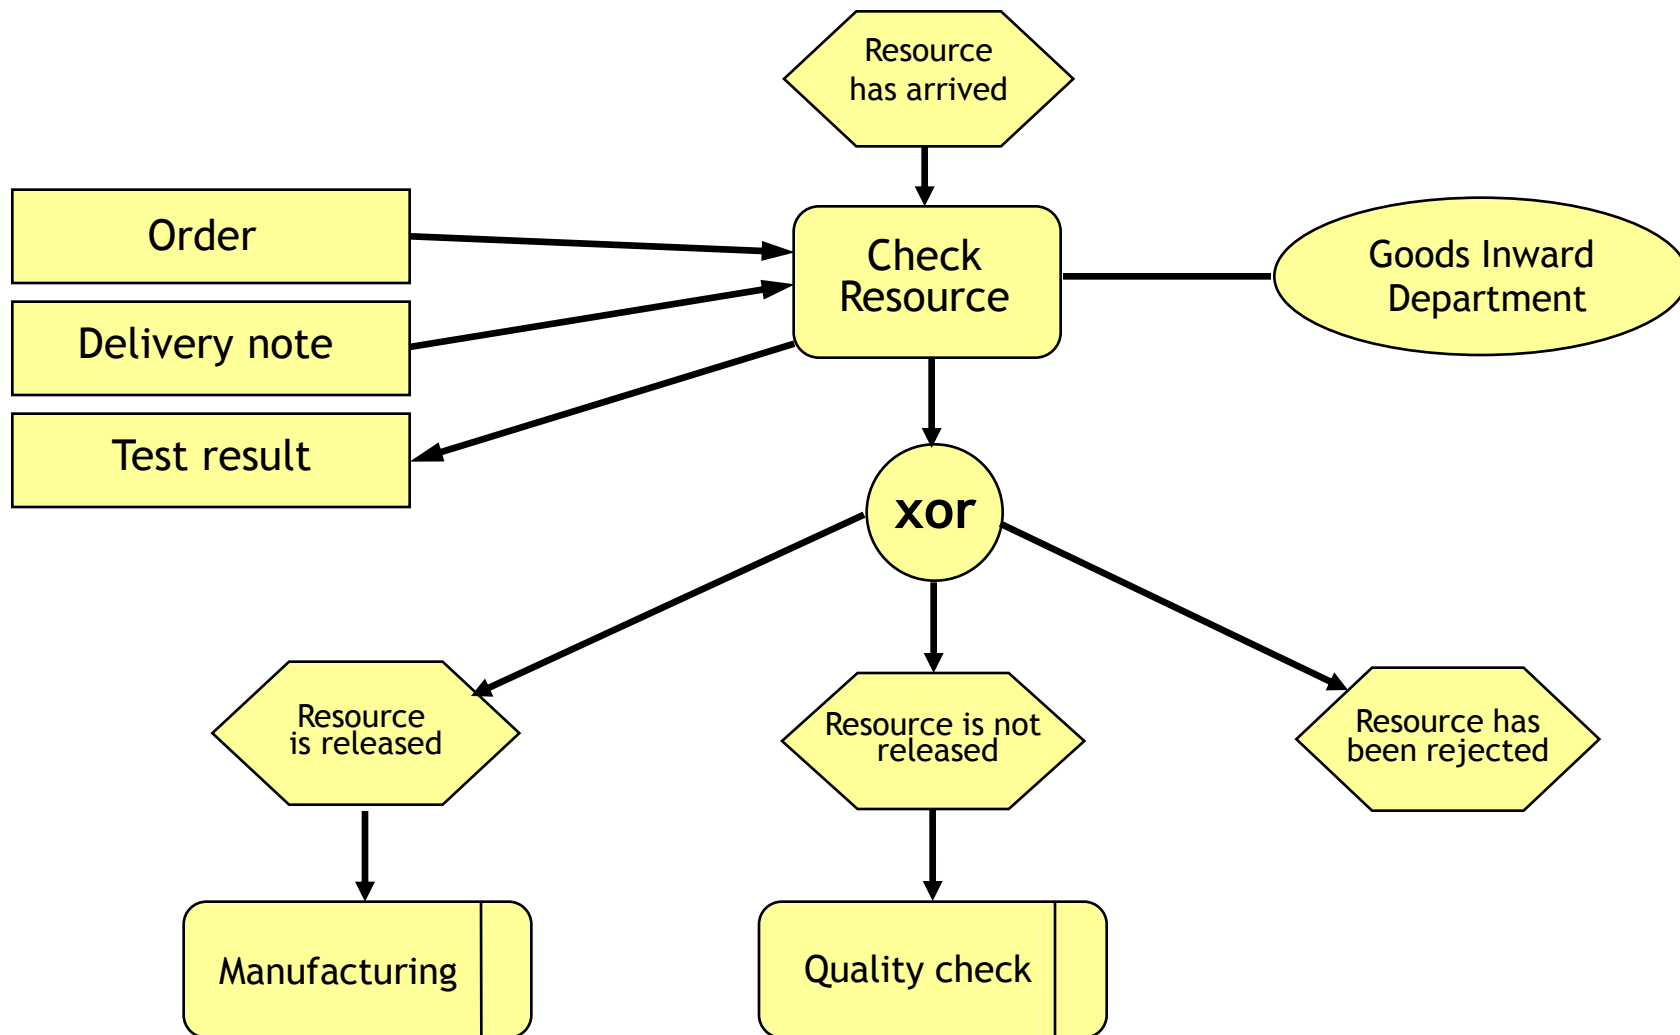 Resource
has arrived
Order
Check
Resource
Goods Inward
Department
Delivery note
Test result
xor
Resource
is released
Resource is not
released
Resource has
been rejected
Manufacturing
Quality check